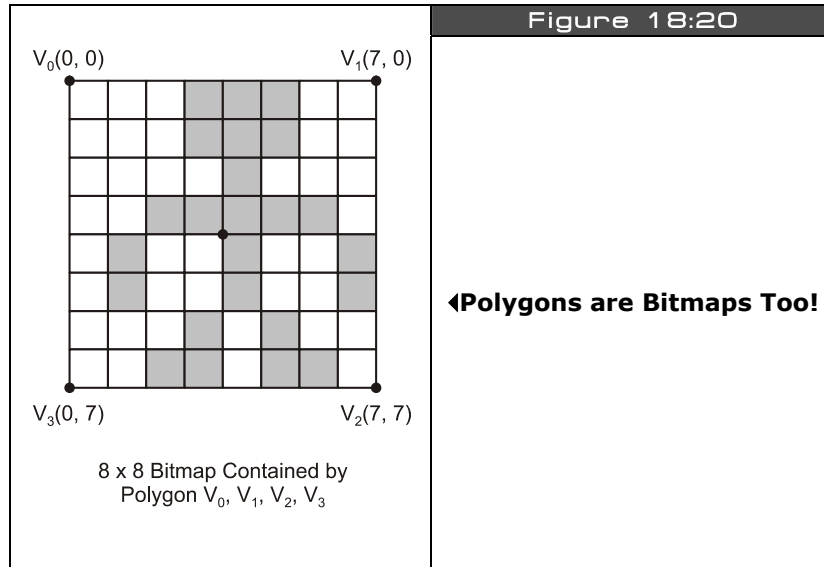 Figure 18:20
V₀(0, 0)
V₁(7, 0)
V₃(0, 7)
V₂(7, 7)
8 x 8 Bitmap Contained by
Polygon V₀, V₁, V₂, V₃
Polygons are Bitmaps Too!